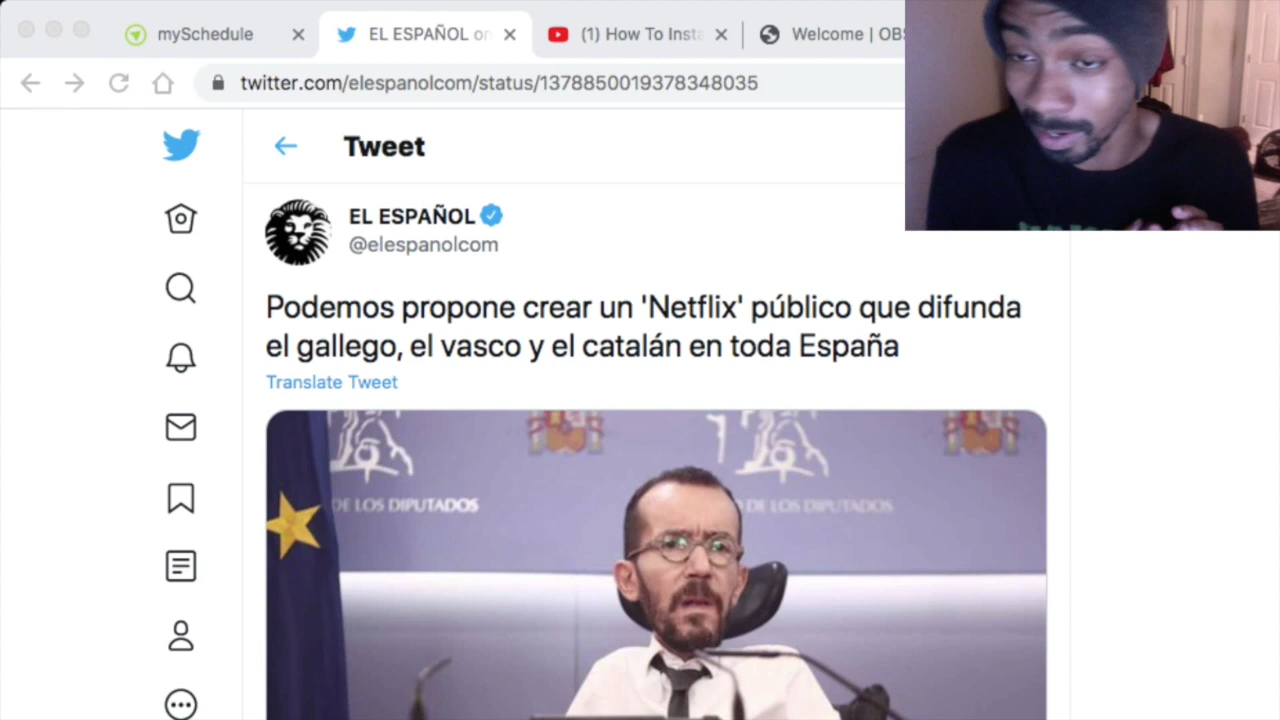 mySchedule
EL ESPAÑOL on
(1) How To Insta
Welcome | OBS
twitter.com/elespanolcom/status/1378850019378348035
Tweet
EL ESPAÑOL
@elespanolcom
Podemos propone crear un 'Netflix' público que difunda
el gallego, el vasco y el catalán en toda España
Translate Tweet
DE LOS DIPUTADOS
DE LOS DIPUTADOS